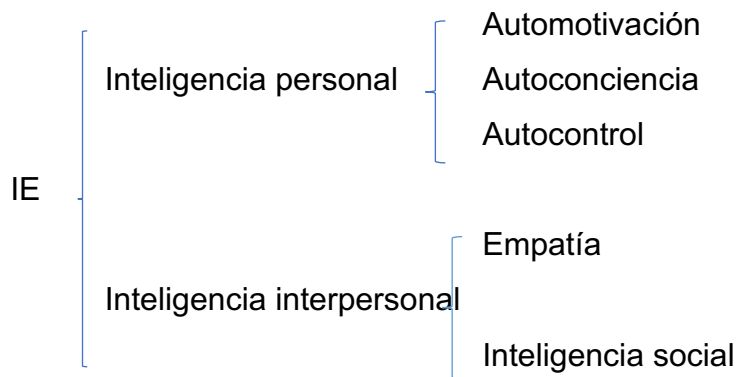 Automotivación
Inteligencia personal
Autoconciencia
Autocontrol
IE
Empatía
Inteligencia interpersonal
Inteligencia social